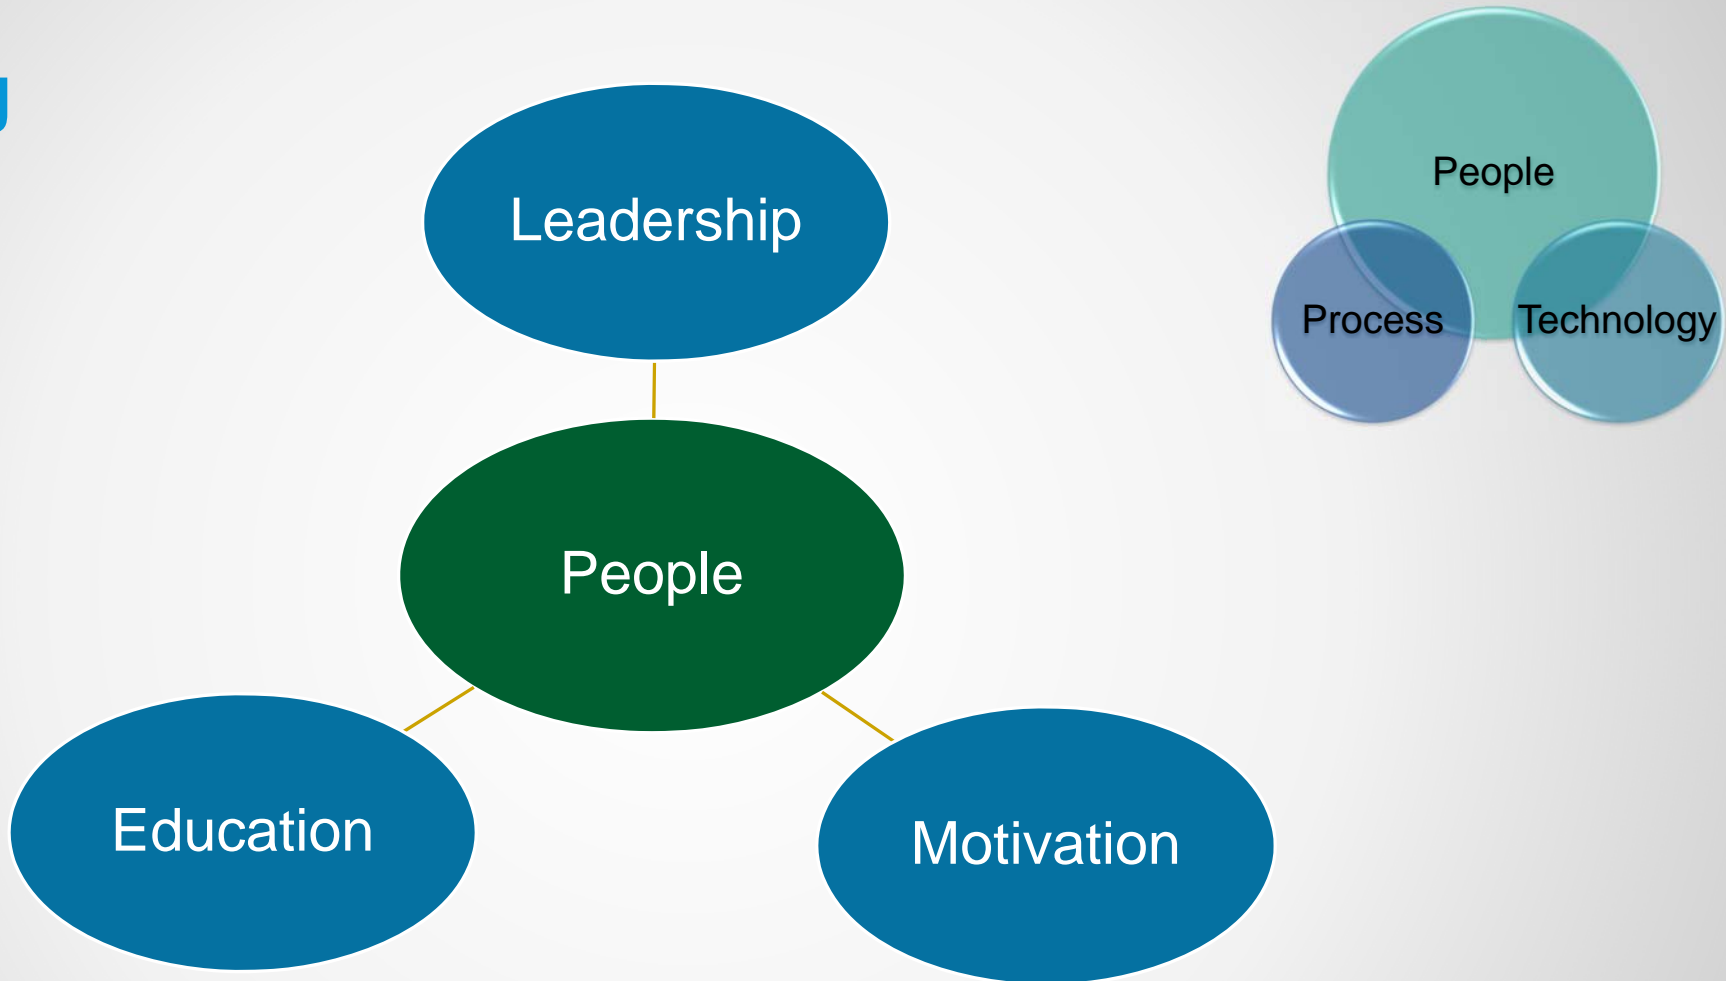 Leadership
People
Education
Motivation
People
Process
Technology